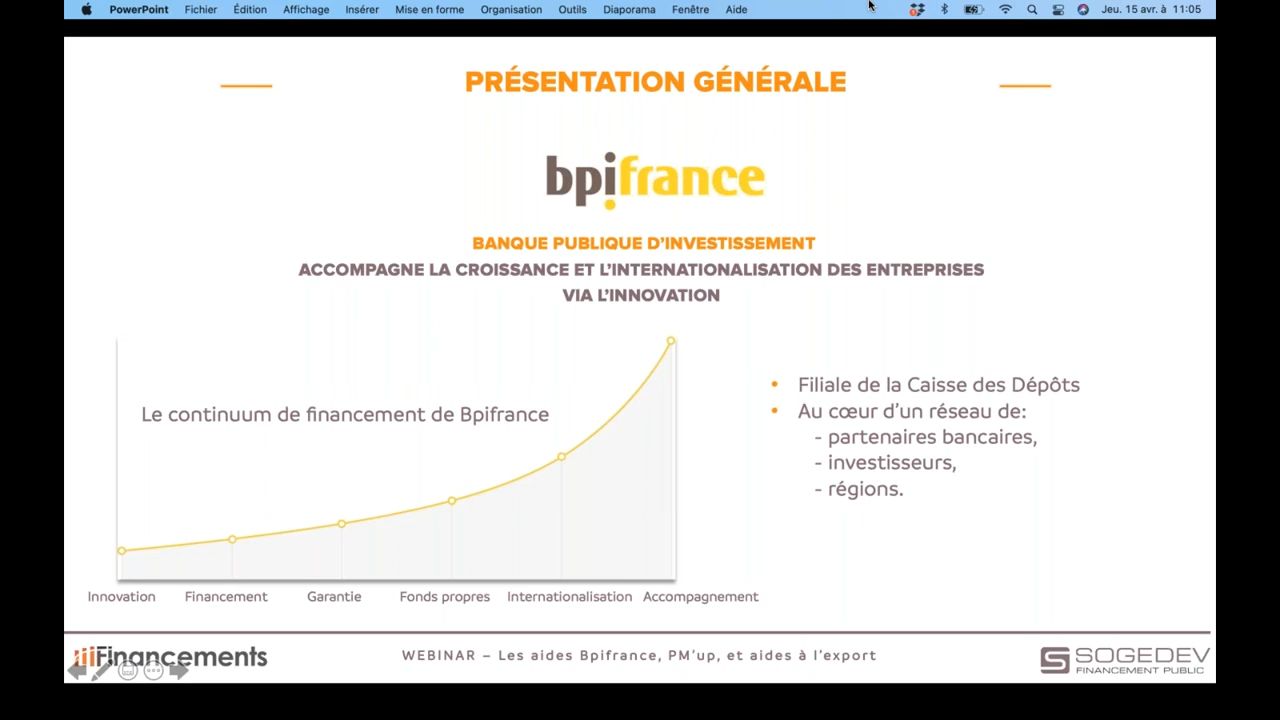 PowerPoint Fichier Édition Affichage Insérer Mise en forme Organisation Outils Diaporama Fenêtre Aide Jeu. 15 avr. à 11:05
PRÉSENTATION GÉNÉRALE
bpifrance
BANQUE PUBLIQUE D'INVESTISSEMENT
ACCOMPAGNE LA CROISSANCE ET L'INTERNATIONALISATION DES ENTREPRISES
VIA L'INNOVATION
Le continuum de financement de Bpifrance
Innovation Financement Garantie Fonds propres Internationalisation Accompagnement
• Filiale de la Caisse des Dépôts
• Au cœur d'un réseau de:
- partenaires bancaires,
- investisseurs,
- régions.
Financements
WEBINAR – Les aides Bpifrance, PM'up, et aides à l'export
SOGEDEV
FINANCEMENT PUBLIC